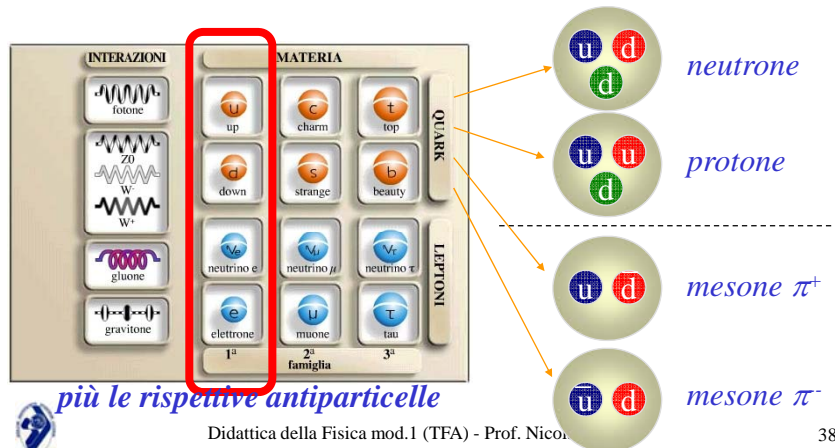 INTERAZIONI
MATERIA
fotone
Z0
W-
W+
gluone
gravitone
u
up
c
charm
t
top
d
down
s
strange
b
beauty
νe
neutrino e
νμ
neutrino μ
ντ
neutrino τ
e
elettrone
μ
muone
τ
tau
QUARK
LEPTONI
1ª 2ª 3ª
famiglia
più le rispettive antiparticelle
u d
d
neutrone
u u
d
protone
u d̅
mesone π+
u̅ d
mesone π-
Didattica della Fisica mod.1 (TFA) - Prof.
38